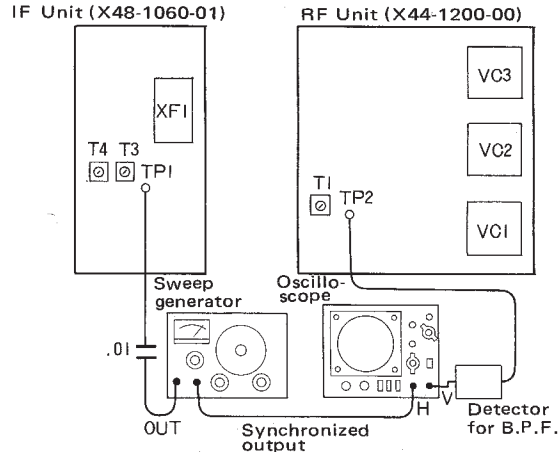 IF Unit (X48-1060-01)
RF Unit (X44-1200-00)
XF1
VC3
T4 T3
TP1
VC2
T1
TP2
VC1
Sweep
generator
Oscillo-
scope
.01
OUT
Synchronized
output
H
V
Detector
for B.P.F.